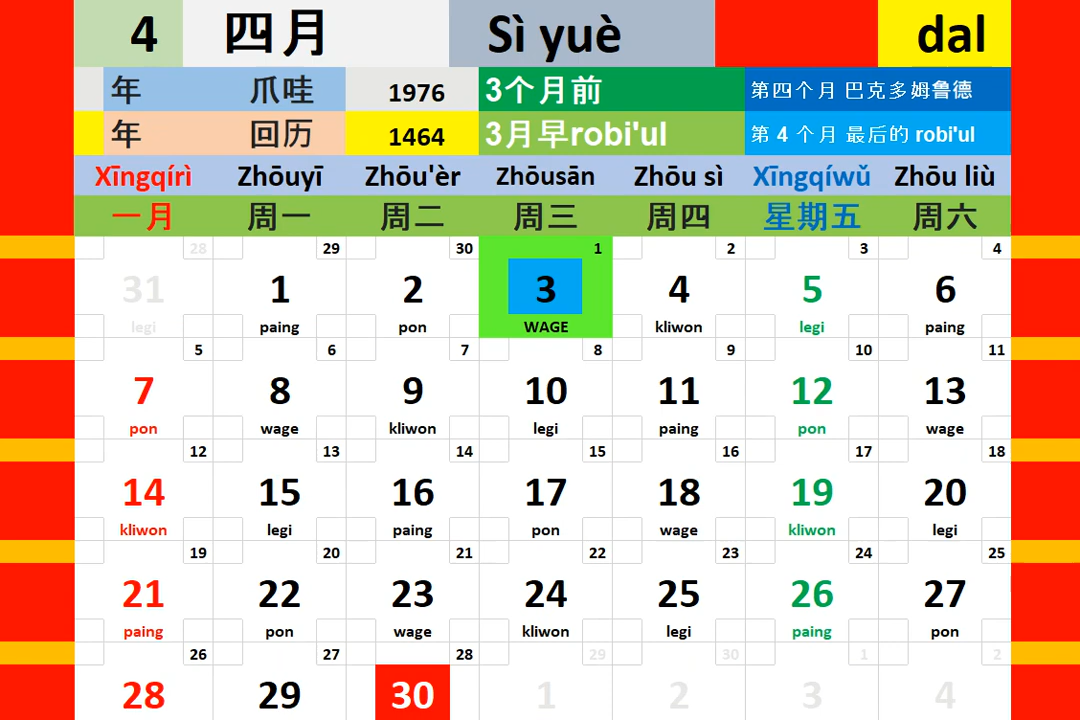 4 四月 Sì yuè dal
年 爪哇 1976 3个月前 第四个月 巴克多姆鲁德
年 回历 1464 3月早robi'ul 第 4 个月 最后的 robi'ul
Xīngqírì Zhōuyī Zhōu'èr Zhōusān Zhōu sì Xīngqíwǔ Zhōu liù
一月 周一 周二 周三 周四 星期五 周六
28 29 30 1 2 3 4
31 1 2 3 4 5 6
legi paing pon WAGE kliwon legi paing
5 6 7 8 9 10 11
7 8 9 10 11 12 13
pon wage kliwon legi paing pon wage
12 13 14 15 16 17 18
14 15 16 17 18 19 20
kliwon legi paing pon wage kliwon legi
19 20 21 22 23 24 25
21 22 23 24 25 26 27
paing pon wage kliwon legi paing pon
26 27 28 29 30 1 2
28 29 30 1 2 3 4